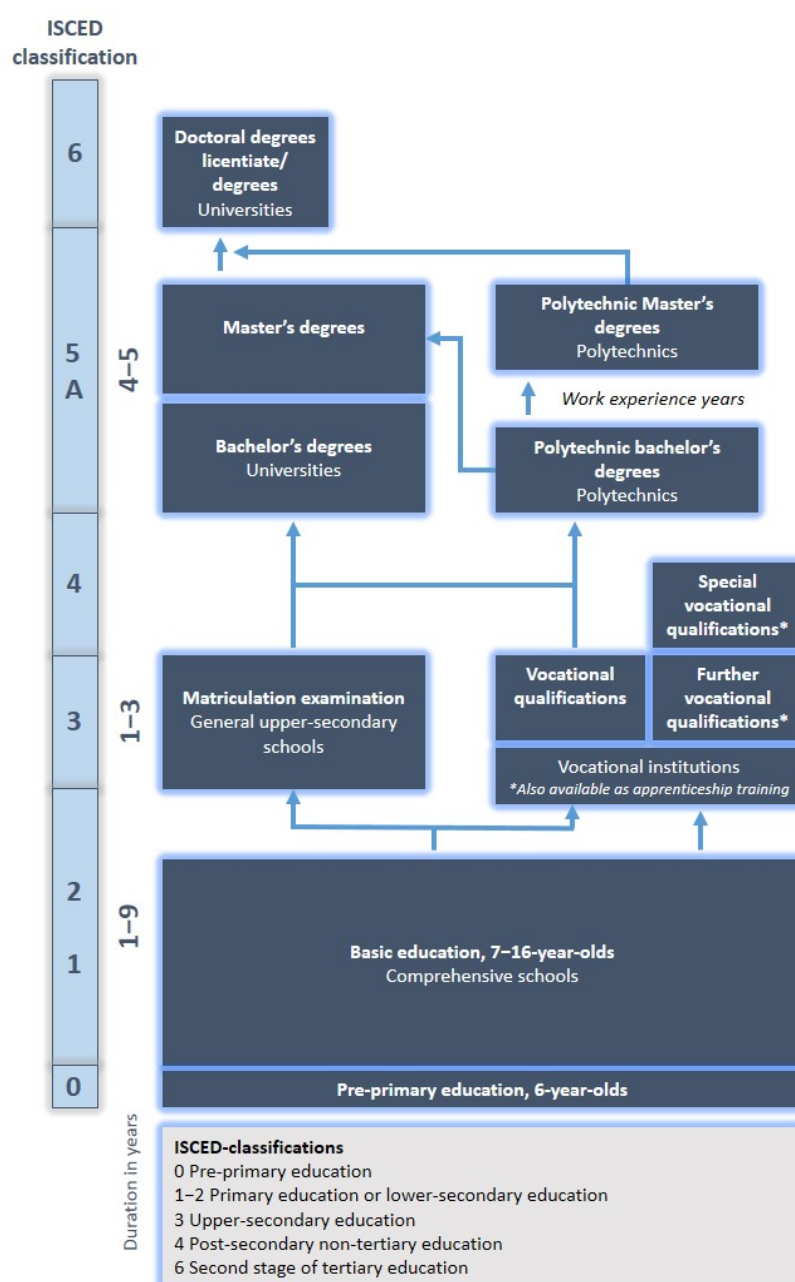 ISCED
classification
6
Doctoral degrees
licentiate/
degrees
Universities
5
A
4–5
Master's degrees
Polytechnic Master's
degrees
Polytechnics
Work experience years
Bachelor's degrees
Universities
Polytechnic bachelor's
degrees
Polytechnics
4
Special
vocational
qualifications*
3
1–3
Matriculation examination
General upper-secondary
schools
Vocational
qualifications
Further
vocational
qualifications*
Vocational institutions
*Also available as apprenticeship training
2
1
1–9
Basic education, 7–16-year-olds
Comprehensive schools
0
Pre-primary education, 6-year-olds
Duration in years
ISCED-classifications
0 Pre-primary education
1–2 Primary education or lower-secondary education
3 Upper-secondary education
4 Post-secondary non-tertiary education
6 Second stage of tertiary education